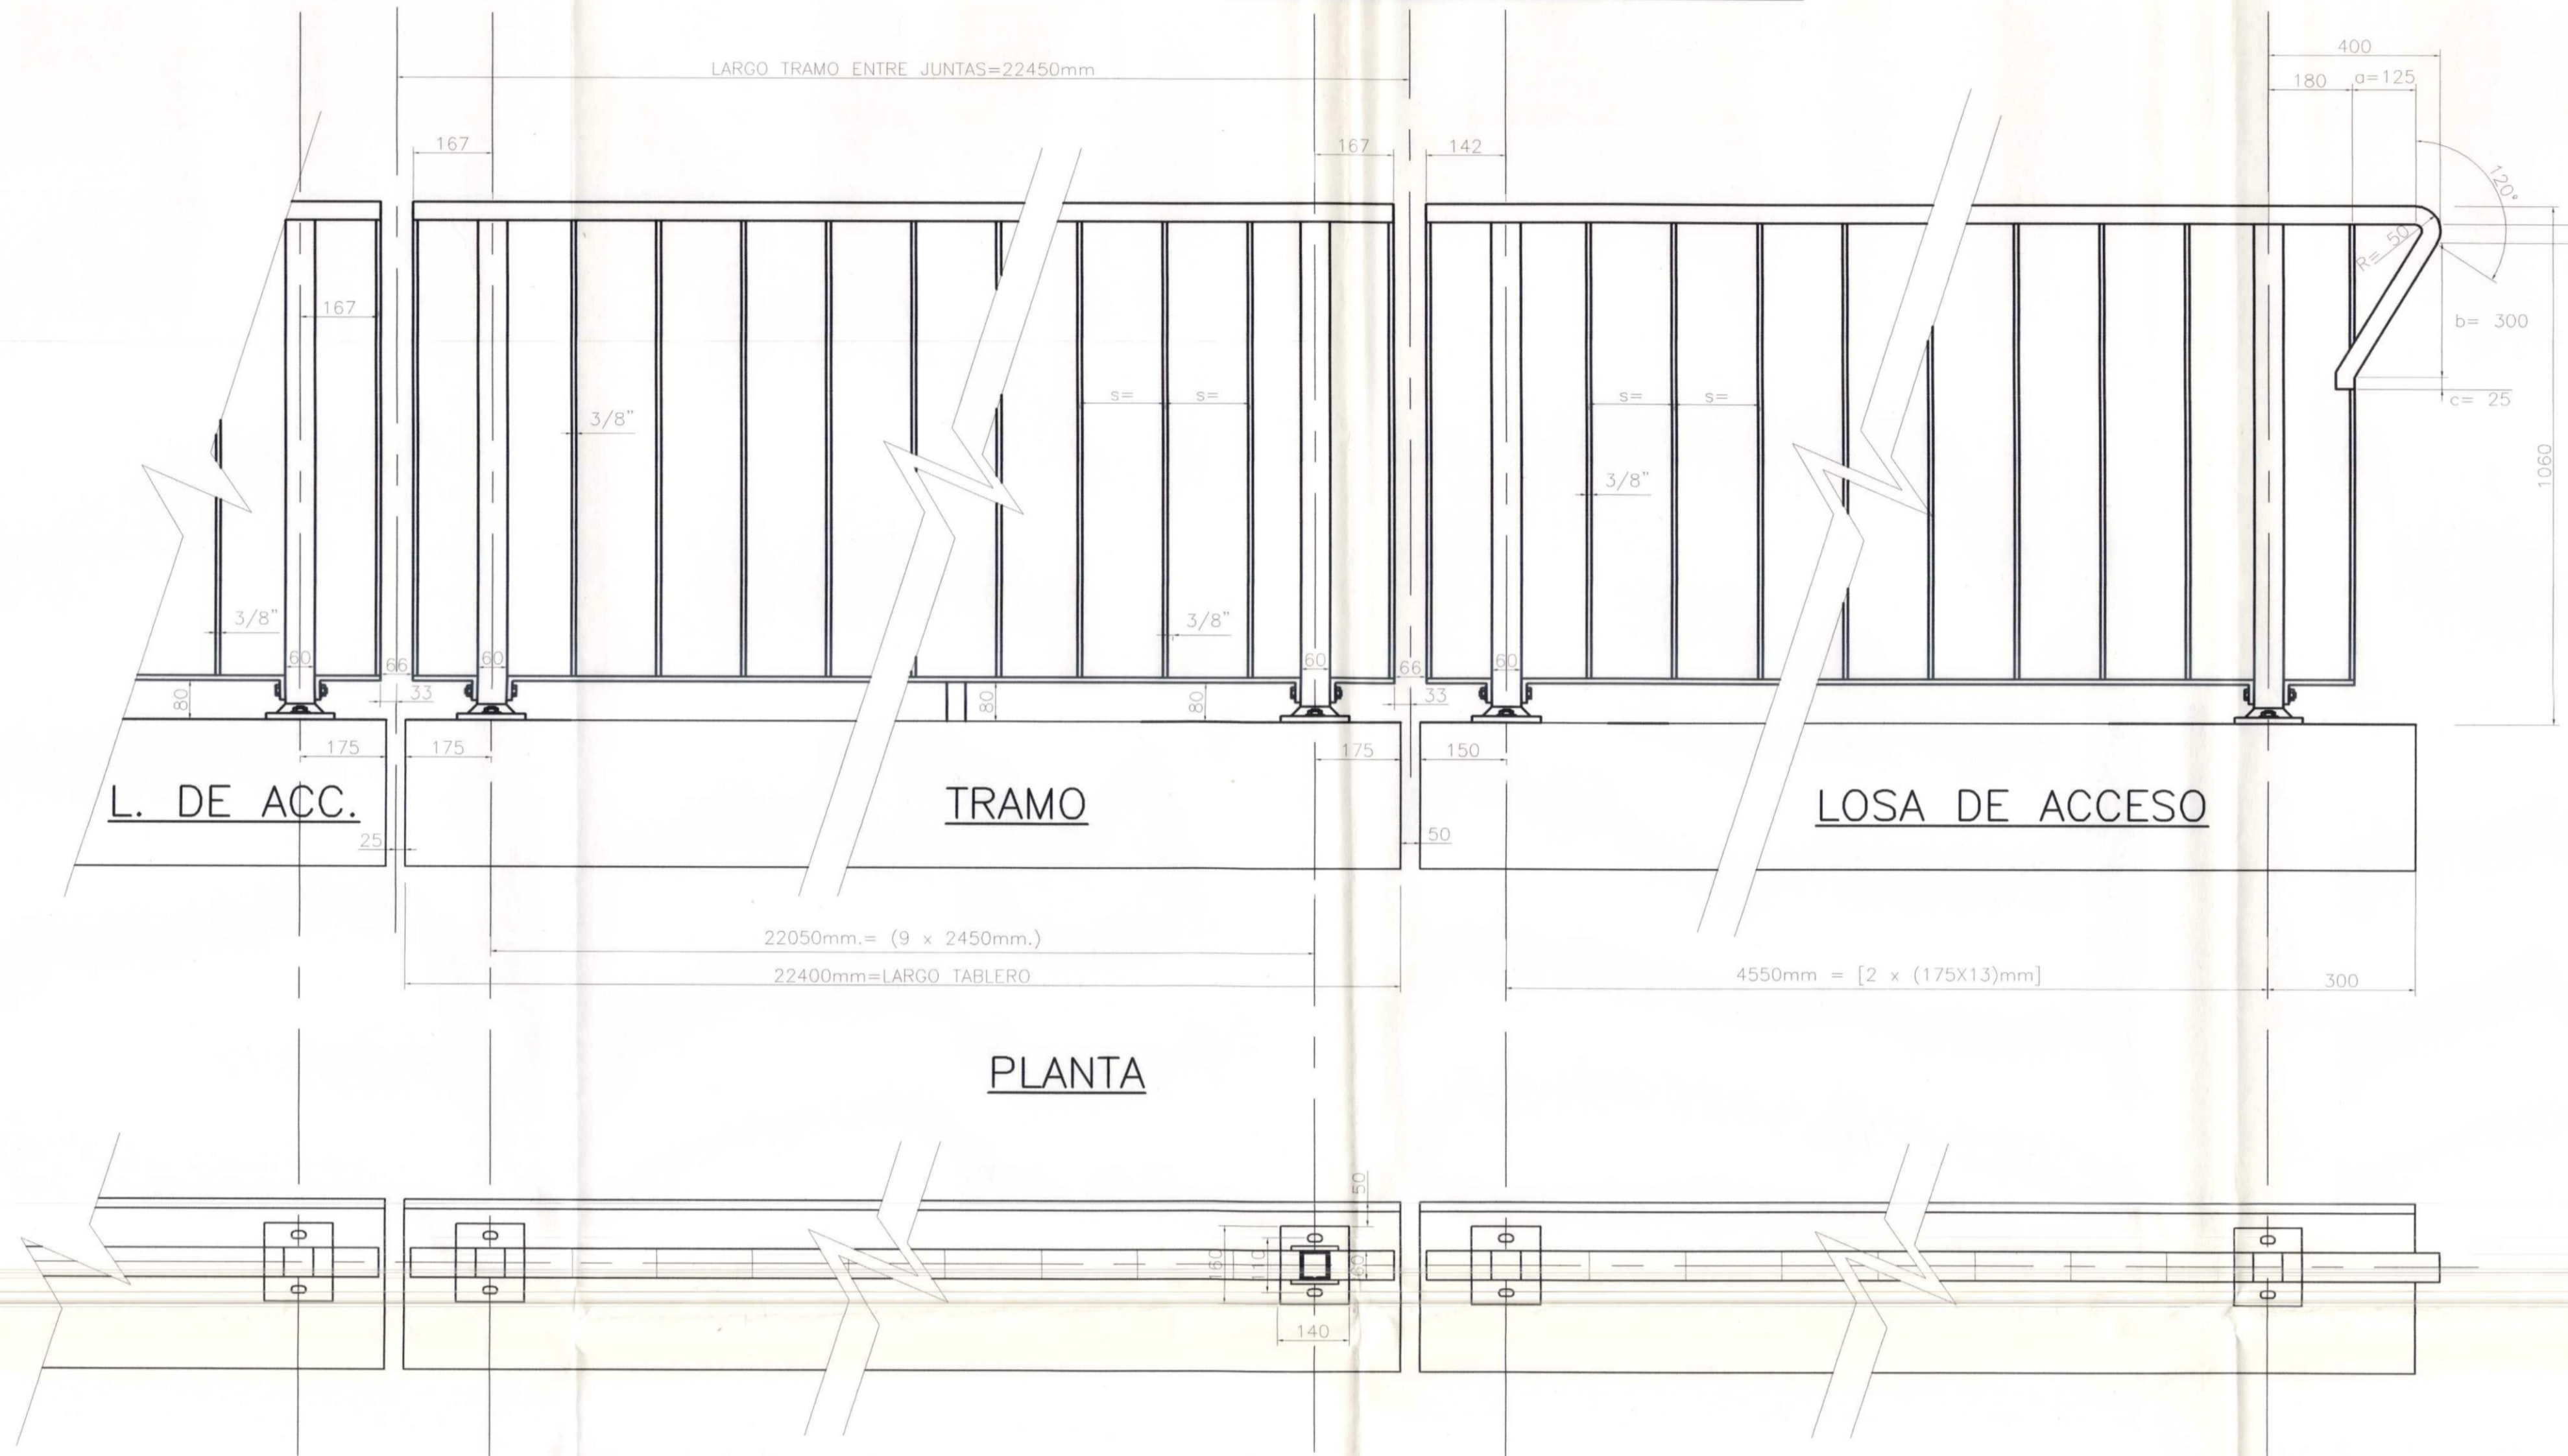 400
LARGO TRAMO ENTRE JUNTAS=22450mm
180 a=125
167
167
142
120°
R= 50
167
b= 300
s= s=
s= s=
c= 25
3/8"
1060
3/8"
3/8"
3/8"
60
66
60
60
66
60
80
33
80
80
33
175
175
175
150
L. DE ACC.
TRAMO
LOSA DE ACCESO
25
50
22050mm.= (9 x 2450mm.)
22400mm=LARGO TABLERO
4550mm = [2 x (175X13)mm]
300
PLANTA
50
160
110
60
140